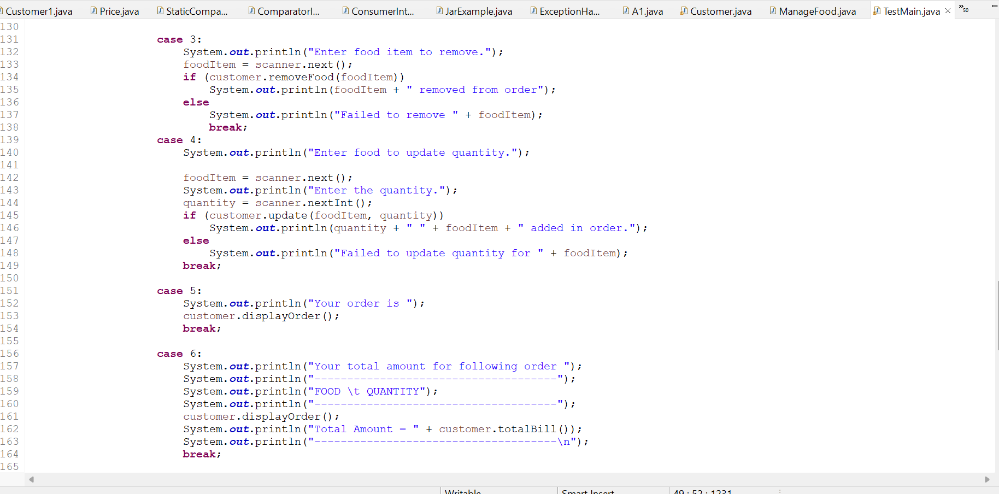 Customer1.java Price.java StaticCompa... ComparatorI... ConsumerInt... JarExample.java ExceptionHa... A1.java Customer.java ManageFood.java TestMain.java »50
130
131 case 3:
132 System.out.println("Enter food item to remove.");
133 foodItem = scanner.next();
134 if (customer.removeFood(foodItem))
135 System.out.println(foodItem + " removed from order");
136 else
137 System.out.println("Failed to remove " + foodItem);
138 break;
139 case 4:
140 System.out.println("Enter food to update quantity.");
141
142 foodItem = scanner.next();
143 System.out.println("Enter the quantity.");
144 quantity = scanner.nextInt();
145 if (customer.update(foodItem, quantity))
146 System.out.println(quantity + " " + foodItem + " added in order.");
147 else
148 System.out.println("Failed to update quantity for " + foodItem);
149 break;
150
151 case 5:
152 System.out.println("Your order is ");
153 customer.displayOrder();
154 break;
155
156 case 6:
157 System.out.println("Your total amount for following order ");
158 System.out.println("-------------------------------------");
159 System.out.println("FOOD \t QUANTITY");
160 System.out.println("-------------------------------------");
161 customer.displayOrder();
162 System.out.println("Total Amount = " + customer.totalBill());
163 System.out.println("-------------------------------------\n");
164 break;
165
Writable Smart Insert 49 : 52 : 1231